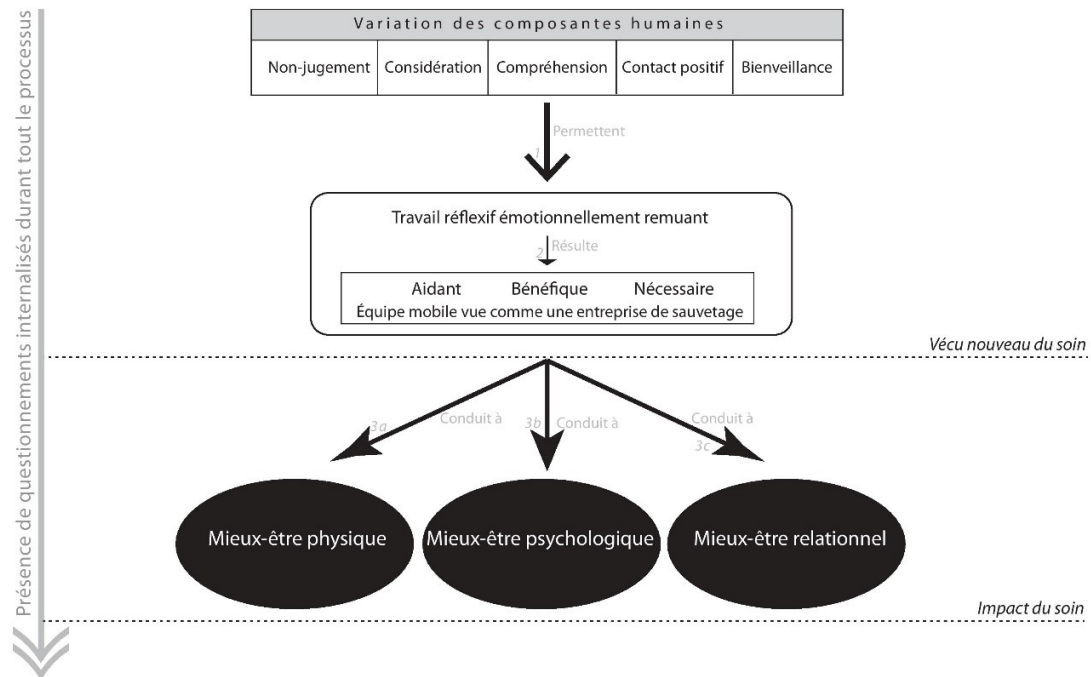 Présence de questionnements internalisés durant tout le processus
Variation des composantes humaines
Non-jugement Considération Compréhension Contact positif Bienveillance
1 Permettent
Travail réflexif émotionnellement remuant
2 Résulte
Aidant Bénéfique Nécessaire
Équipe mobile vue comme une entreprise de sauvetage
Vécu nouveau du soin
3a Conduit à 3b Conduit à Conduit à 3c
Mieux-être physique Mieux-être psychologique Mieux-être relationnel
Impact du soin